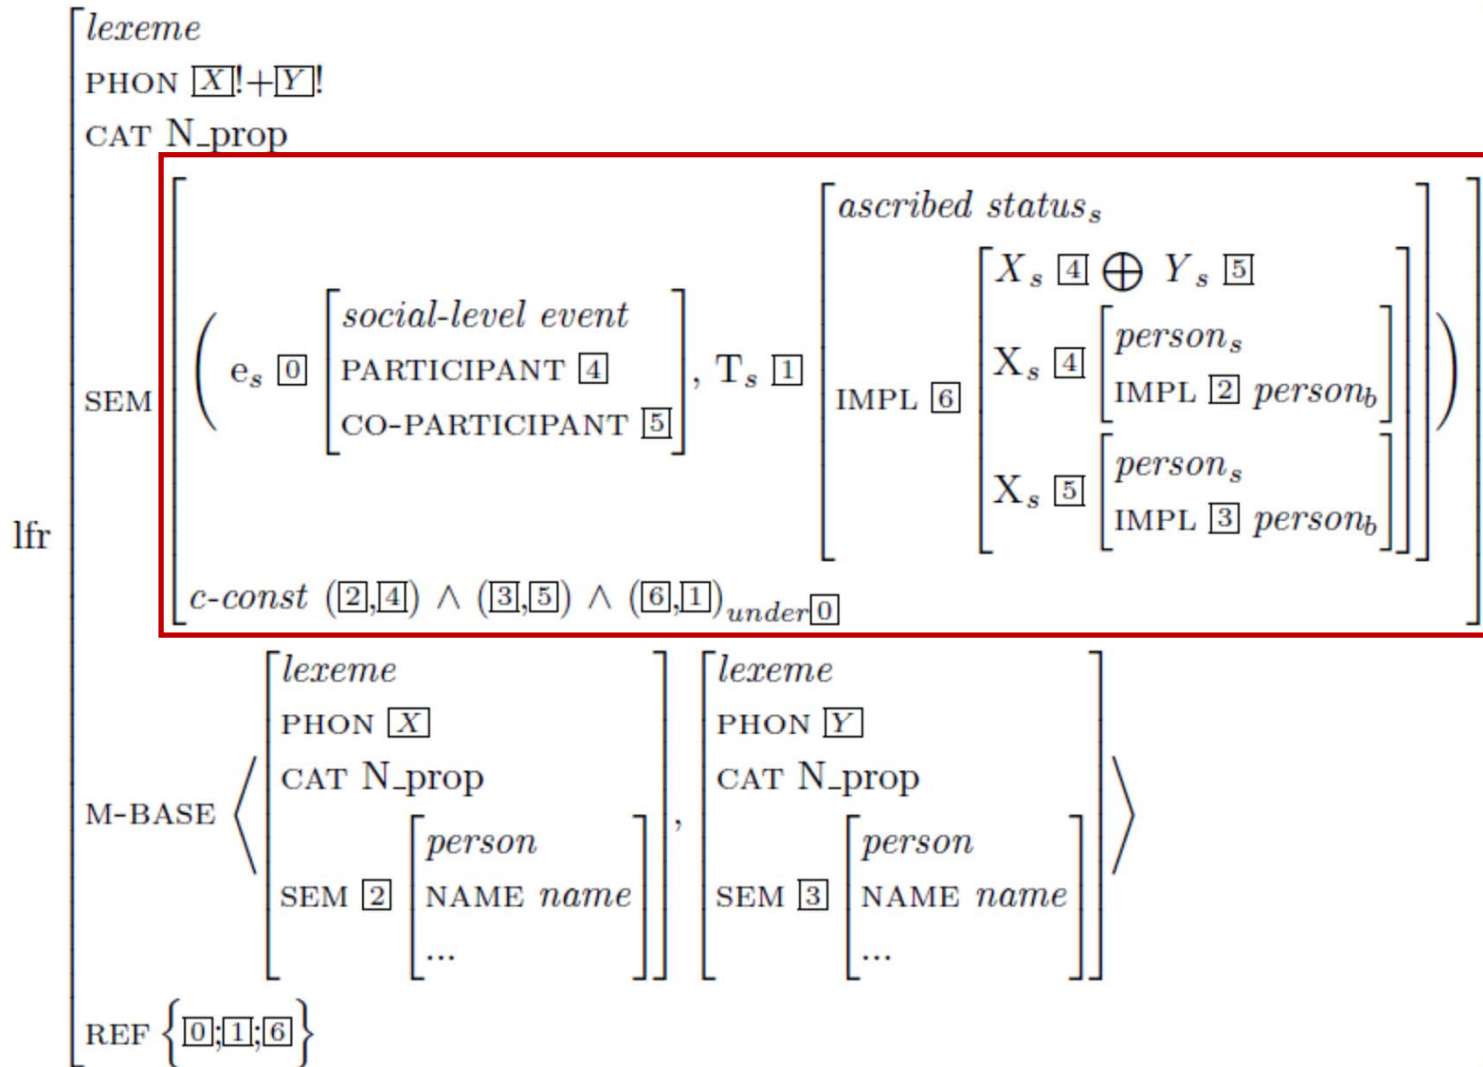 lexeme
PHON X!+Y!
CAT N_prop
ascribed status_s
X_s 4 ⊕ Y_s 5
social-level event
person_s
( e_s 0 PARTICIPANT 4 , T_s 1 X_s 4 )
IMPL 2 person_b
SEM IMPL 6
CO-PARTICIPANT 5
person_s
X_s 5
IMPL 3 person_b
lfr
c-const (2,4) ∧ (3,5) ∧ (6,1)_under 0
lexeme lexeme
PHON X PHON Y
CAT N_prop CAT N_prop
M-BASE ⟨ , ⟩
person person
SEM 2 NAME name SEM 3 NAME name
... ...
REF {0;1;6}